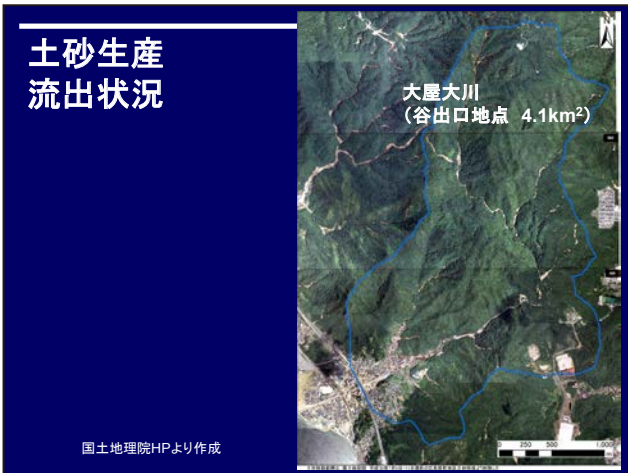 土砂生産
流出状況
大屋大川
（谷出口地点 4.1km²）
国土地理院HPより作成
0 250 500 1,000